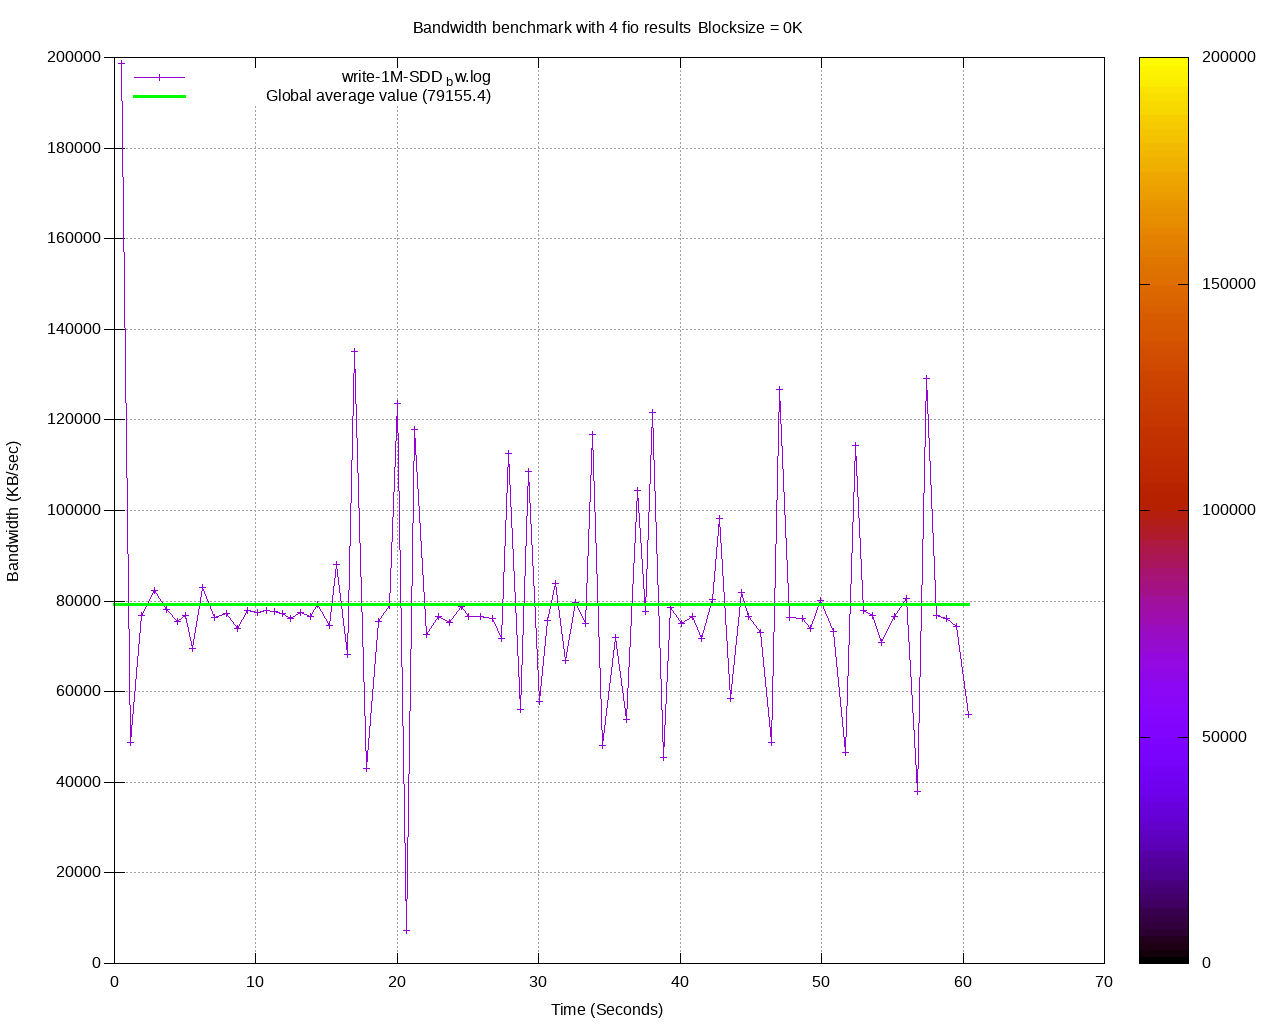 Bandwidth benchmark with 4 fio results Blocksize = 0K
write-1M-SDD_bw.log
Global average value (79155.4)
200000
180000
160000
140000
120000
100000
80000
60000
40000
20000
0
Bandwidth (KB/sec)
0 10 20 30 40 50 60 70
Time (Seconds)
200000
150000
100000
50000
0